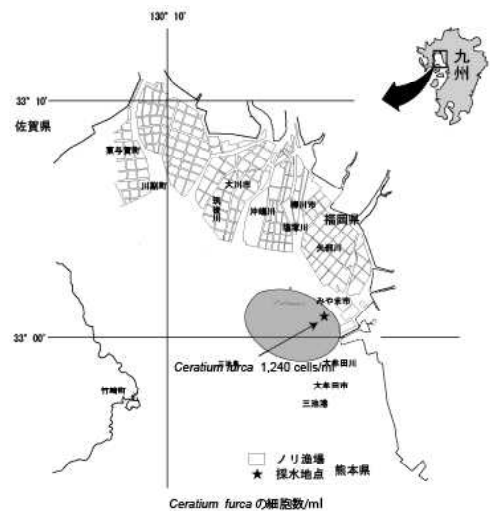 130° 10'
九州
33° 10'
佐賀県
東与賀町
川副町
大川市
筑後川
沖端川
柳川市
塩塚川
福岡県
矢部川
みやま市
33° 00'
三池島
Ceratium furca 1,240 cells/ml
大牟田川
大牟田市
三池港
竹崎町
ノリ漁場
採水地点
熊本県
Ceratium furca の細胞数/ml